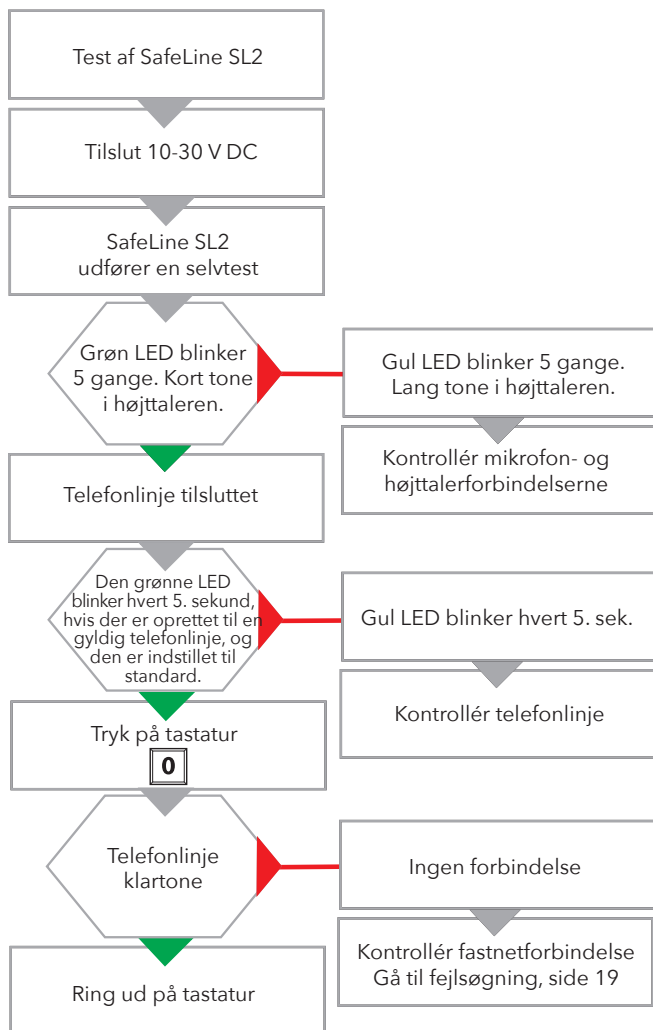 Test af SafeLine SL2
Tilslut 10-30 V DC
SafeLine SL2
udfører en selvtest
Grøn LED blinker
5 gange. Kort tone
i højttaleren.
Gul LED blinker 5 gange.
Lang tone i højttaleren.
Kontrollér mikrofon- og
højttalerforbindelserne
Telefonlinje tilsluttet
Den grønne LED
blinker hvert 5. sekund,
hvis der er oprettet til en
gyldig telefonlinje, og
den er indstillet til
standard.
Gul LED blinker hvert 5. sek.
Kontrollér telefonlinje
Tryk på tastatur
0
Telefonlinje
klartone
Ingen forbindelse
Kontrollér fastnetforbindelse
Gå til fejlsøgning, side 19
Ring ud på tastatur